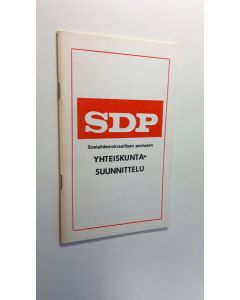 SDP
Sosialidemokraattisen puolueen
YHTEISKUNTA-
SUUNNITTELU